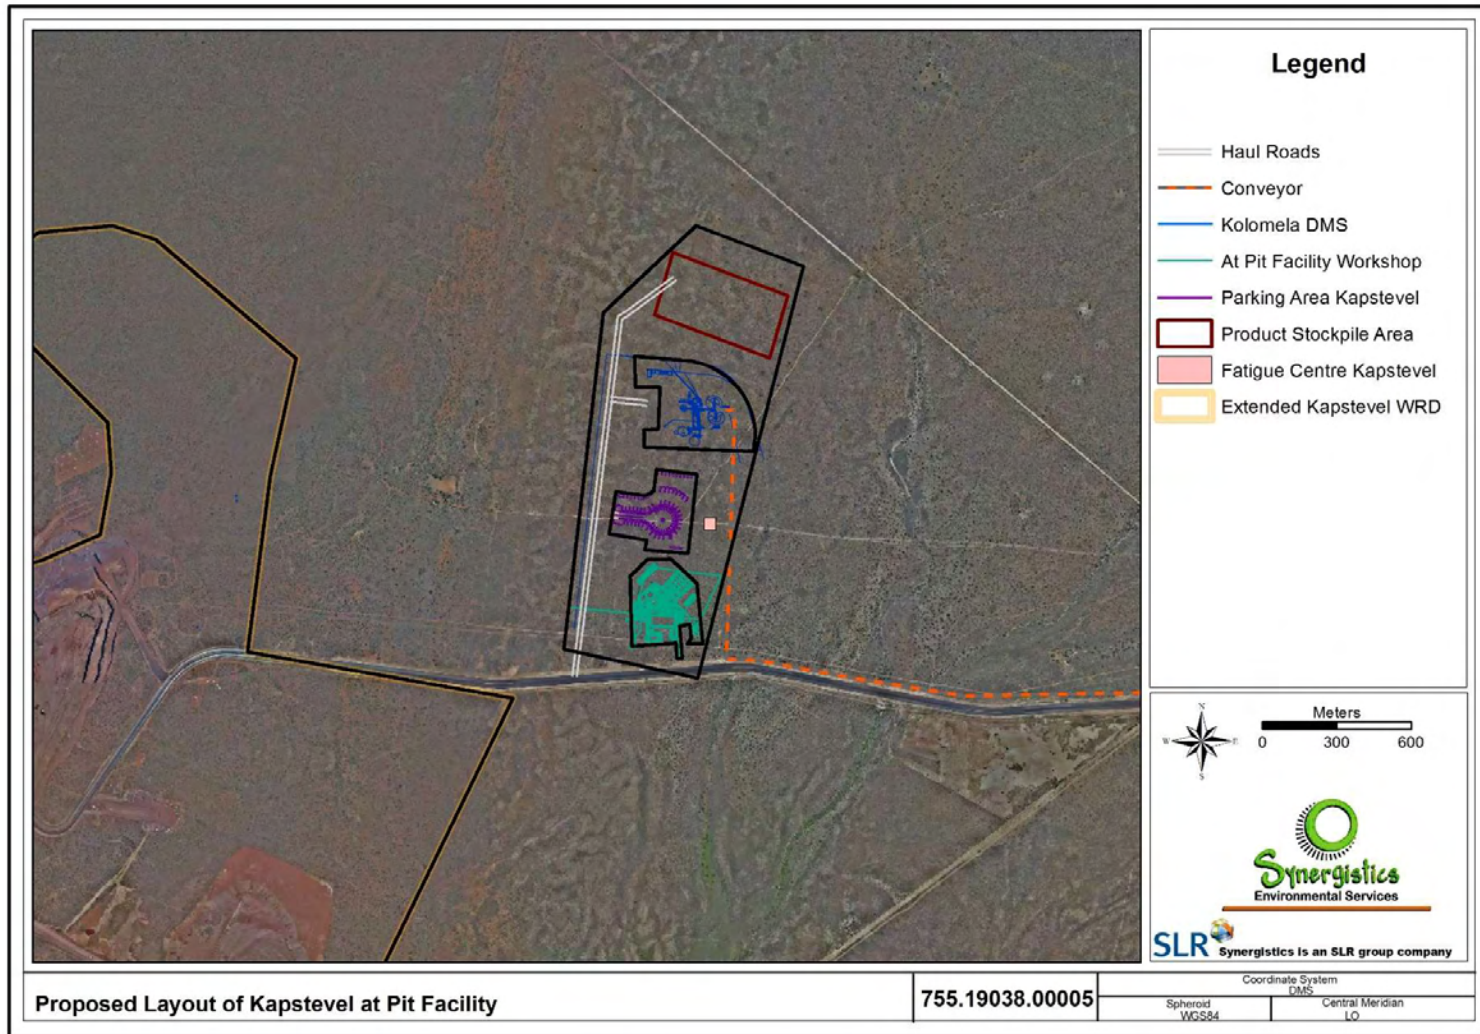 Legend
Haul Roads
Conveyor
Kolomela DMS
At Pit Facility Workshop
Parking Area Kapstevel
Product Stockpile Area
Fatigue Centre Kapstevel
Extended Kapstevel WRD
N
W E
S
Meters
0 300 600
Synergistics
Environmental Services
SLR Synergistics is an SLR group company
Proposed Layout of Kapstevel at Pit Facility
755.19038.00005
Coordinate System
DMS
Spheroid
WGS84
Central Meridian
LO